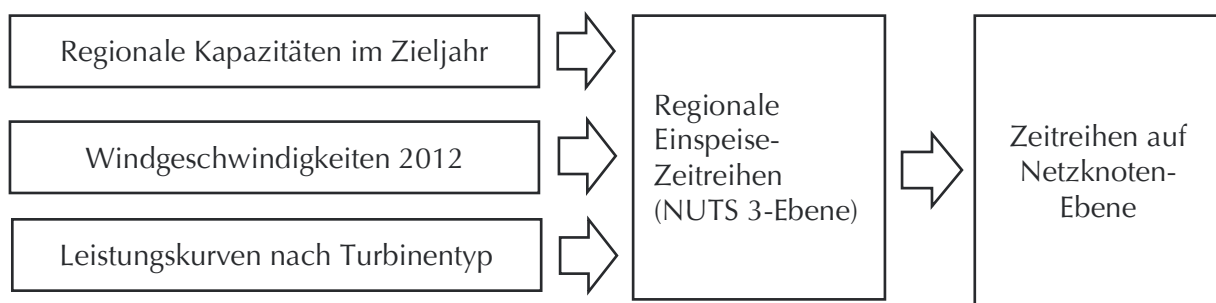 Regionale Kapazitäten im Zieljahr
Windgeschwindigkeiten 2012
Leistungskurven nach Turbinentyp
Regionale
Einspeise-
Zeitreihen
(NUTS 3-Ebene)
Zeitreihen auf
Netzknoten-
Ebene